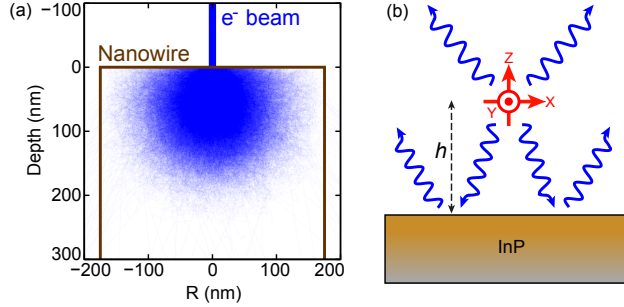 (a)
e⁻ beam
Nanowire
Depth (nm)
−100
0
100
200
300
−200
−100
0
100
200
R (nm)
(b)
Z
X
Y
h
InP